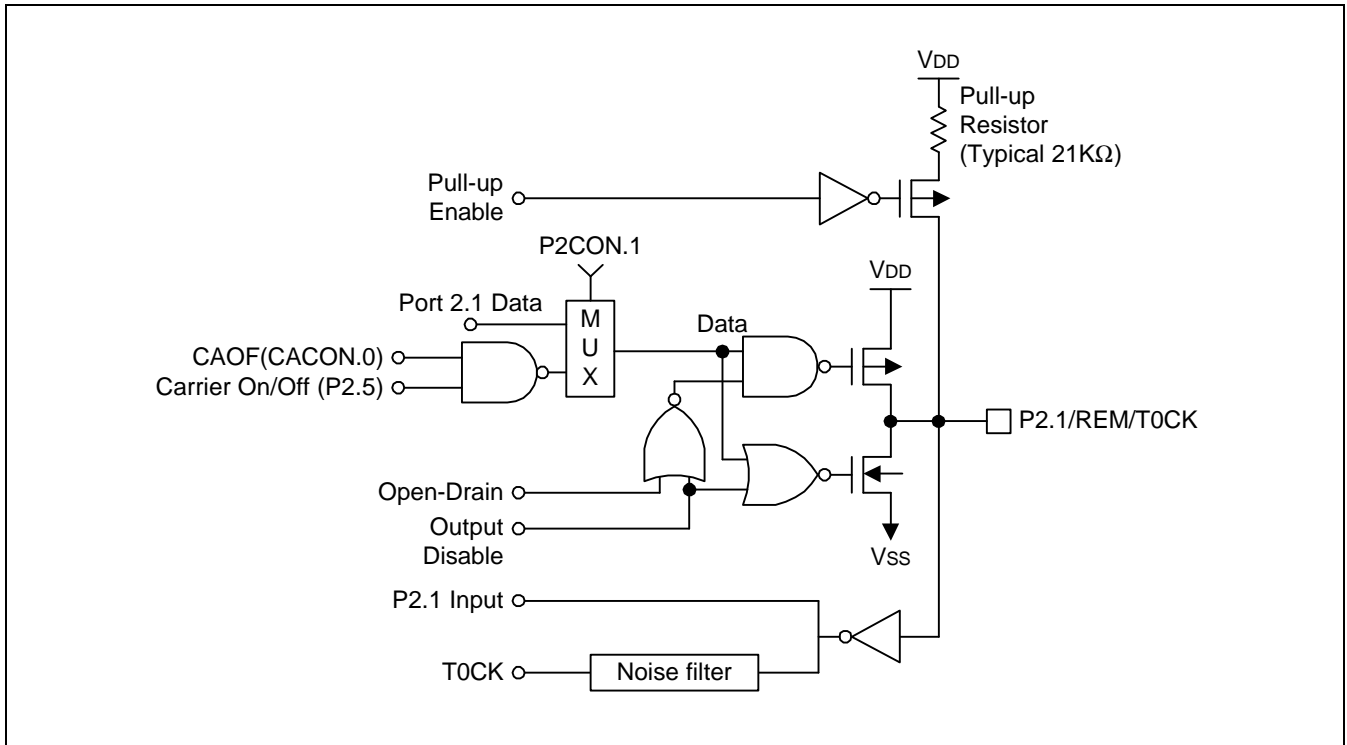 VDD
Pull-up
Resistor
(Typical 21KΩ)
Pull-up
Enable
P2CON.1
VDD
Port 2.1 Data
M
U
X
Data
CAOF(CACON.0)
Carrier On/Off (P2.5)
P2.1/REM/T0CK
Open-Drain
Output
Disable
VSS
P2.1 Input
T0CK
Noise filter